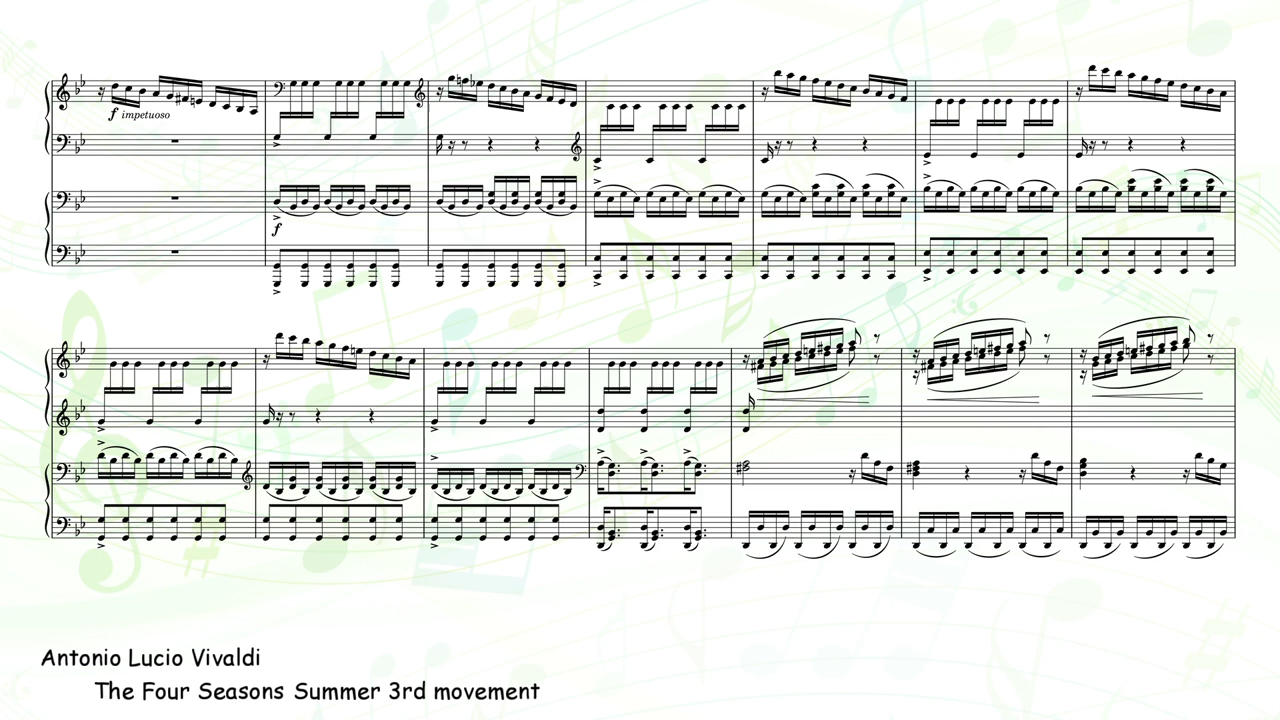 f impetuoso
f
Antonio Lucio Vivaldi
The Four Seasons Summer 3rd movement